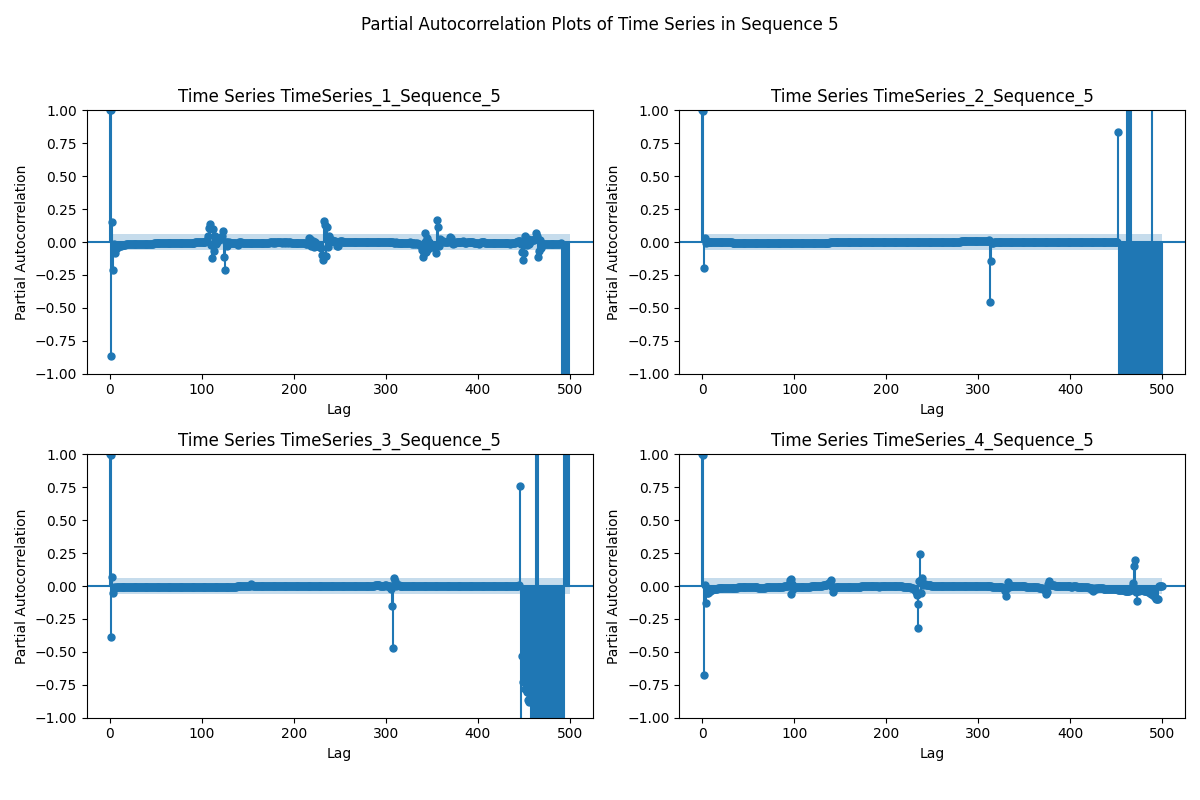 Partial Autocorrelation Plots of Time Series in Sequence 5
Time Series TimeSeries_1_Sequence_5
Partial Autocorrelation
1.00
0.75
0.50
0.25
0.00
−0.25
−0.50
−0.75
−1.00
0 100 200 300 400 500
Lag
Time Series TimeSeries_2_Sequence_5
Partial Autocorrelation
1.00
0.75
0.50
0.25
0.00
−0.25
−0.50
−0.75
−1.00
0 100 200 300 400 500
Lag
Time Series TimeSeries_3_Sequence_5
Partial Autocorrelation
1.00
0.75
0.50
0.25
0.00
−0.25
−0.50
−0.75
−1.00
0 100 200 300 400 500
Lag
Time Series TimeSeries_4_Sequence_5
Partial Autocorrelation
1.00
0.75
0.50
0.25
0.00
−0.25
−0.50
−0.75
−1.00
0 100 200 300 400 500
Lag